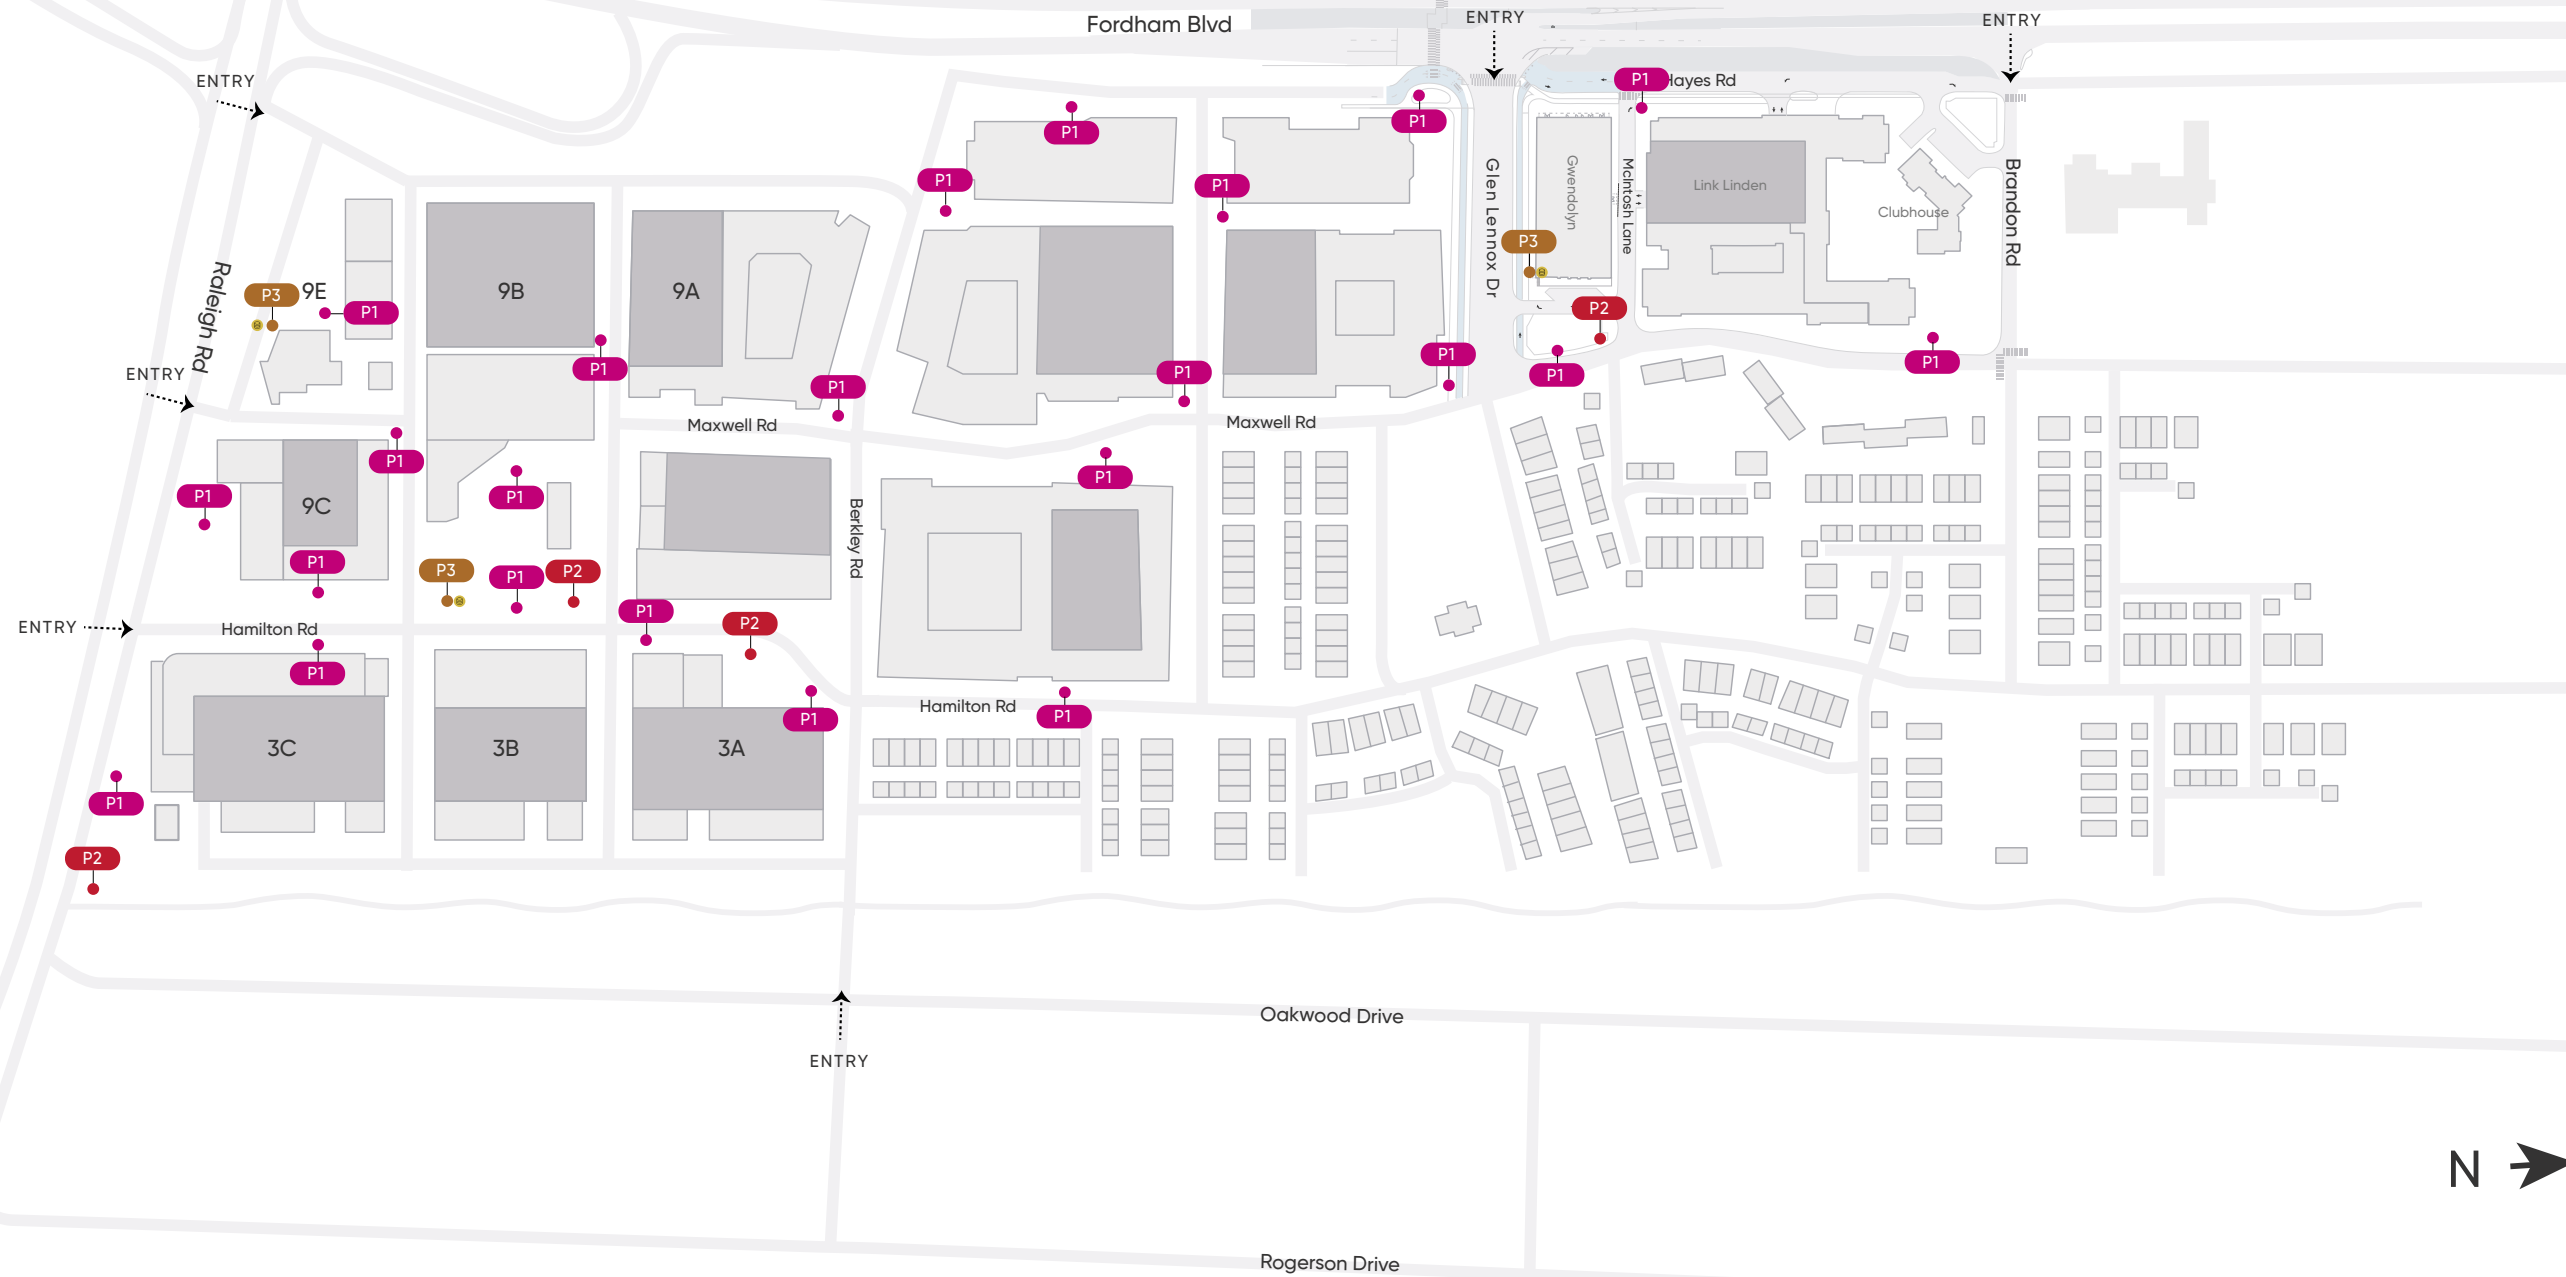 Fordham Blvd
ENTRY
ENTRY
ENTRY
P1
Hayes Rd
P1
P1
P1
P1
Glen Lennox Dr
Gwendolyn
McIntosh Lane
Link Linden
Clubhouse
Brandon Rd
P3
Raleigh Rd
P3
9E
P1
9B
9A
P2
P1
P1
P1
P1
P1
P1
ENTRY
P1
Maxwell Rd
Maxwell Rd
P1
P1
P1
P1
9C
Berkley Rd
P1
P3
P1
P2
P1
P2
ENTRY
Hamilton Rd
P1
Hamilton Rd
P1
P1
3C
3B
3A
P1
P2
Oakwood Drive
ENTRY
N
Rogerson Drive